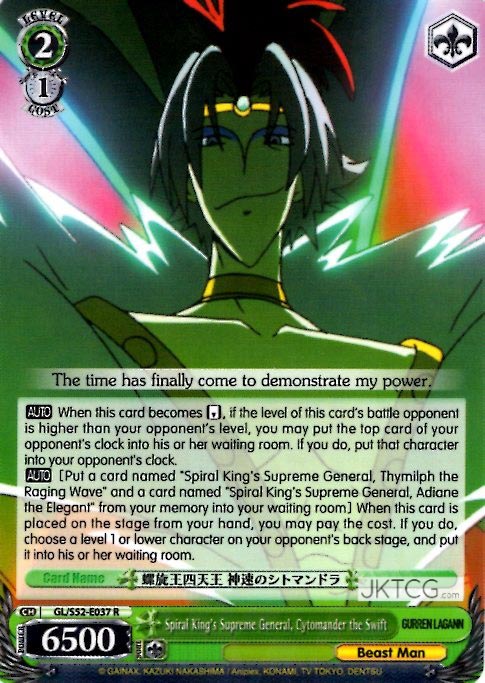 LEVEL
2
1
COST
The time has finally come to demonstrate my power.
AUTO When this card becomes , if the level of this card's battle opponent
is higher than your opponent's level, you may put the top card of your
opponent's clock into his or her waiting room. If you do, put that character
into your opponent's clock.
AUTO [Put a card named "Spiral King's Supreme General, Thymilph the
Raging Wave" and a card named "Spiral King's Supreme General, Adiane
the Elegant" from your memory into your waiting room] When this card is
placed on the stage from your hand, you may pay the cost. If you do,
choose a level 1 or lower character on your opponent's back stage, and put
it into his or her waiting room.
Card Name 螺旋王四天王 神速のシトマンドラ
JKTCG.com
CH GL/S52-E037 R
POWER 6500 SOUL
Spiral King's Supreme General, Cytomander the Swift
GURREN LAGANN
Beast Man
© GAINAX, KAZUKI NAKASHIMA / Aniplex, KONAMI, TV TOKYO, DENTSU